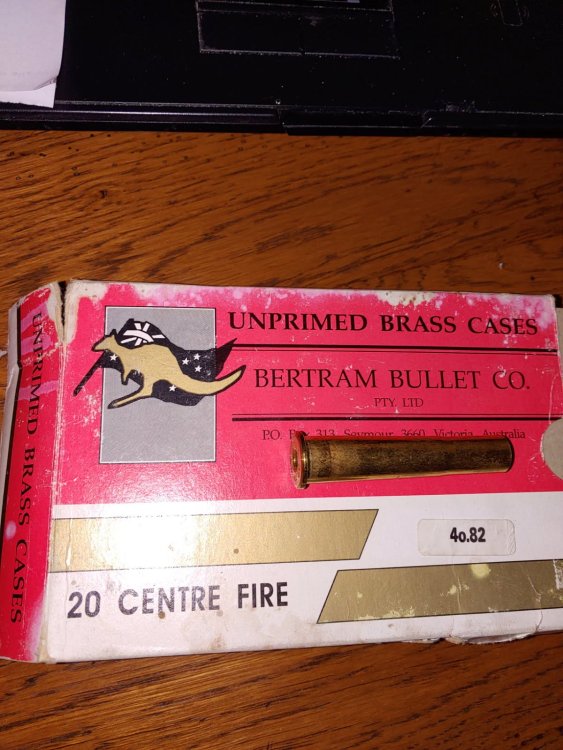 UNPRIMED BRASS CASES
UNPRIMED BRASS CASES
BERTRAM BULLET CO.
PTY. LTD
P.O. 313 Seymour 3660 Victoria, Australia
4o.82
20 CENTRE FIRE